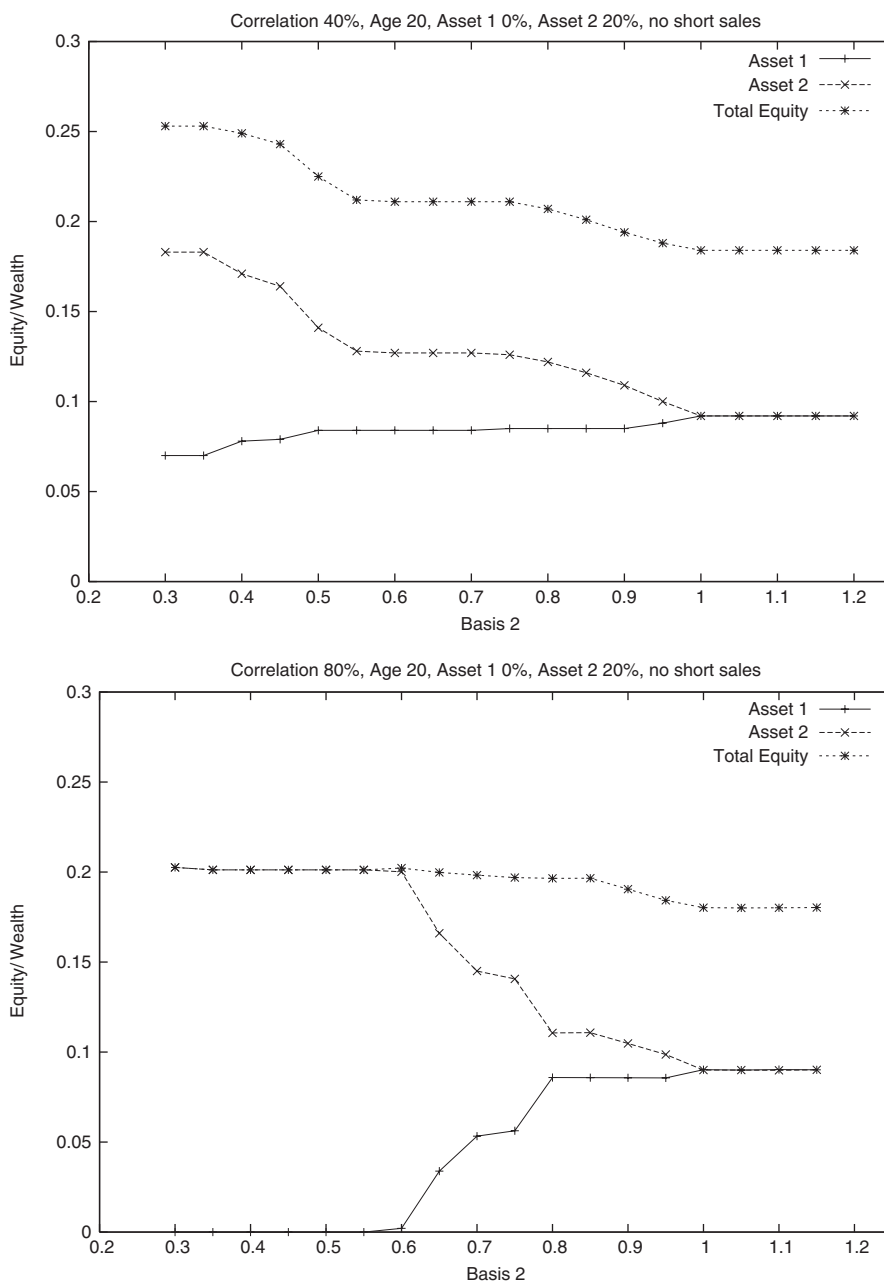 Correlation 40%, Age 20, Asset 1 0%, Asset 2 20%, no short sales
0.3
0.25
0.2
0.15
0.1
0.05
0
Equity/Wealth
Asset 1
Asset 2
Total Equity
0.2 0.3 0.4 0.5 0.6 0.7 0.8 0.9 1 1.1 1.2
Basis 2
Correlation 80%, Age 20, Asset 1 0%, Asset 2 20%, no short sales
0.3
0.25
0.2
0.15
0.1
0.05
0
Equity/Wealth
Asset 1
Asset 2
Total Equity
0.2 0.3 0.4 0.5 0.6 0.7 0.8 0.9 1 1.1 1.2
Basis 2